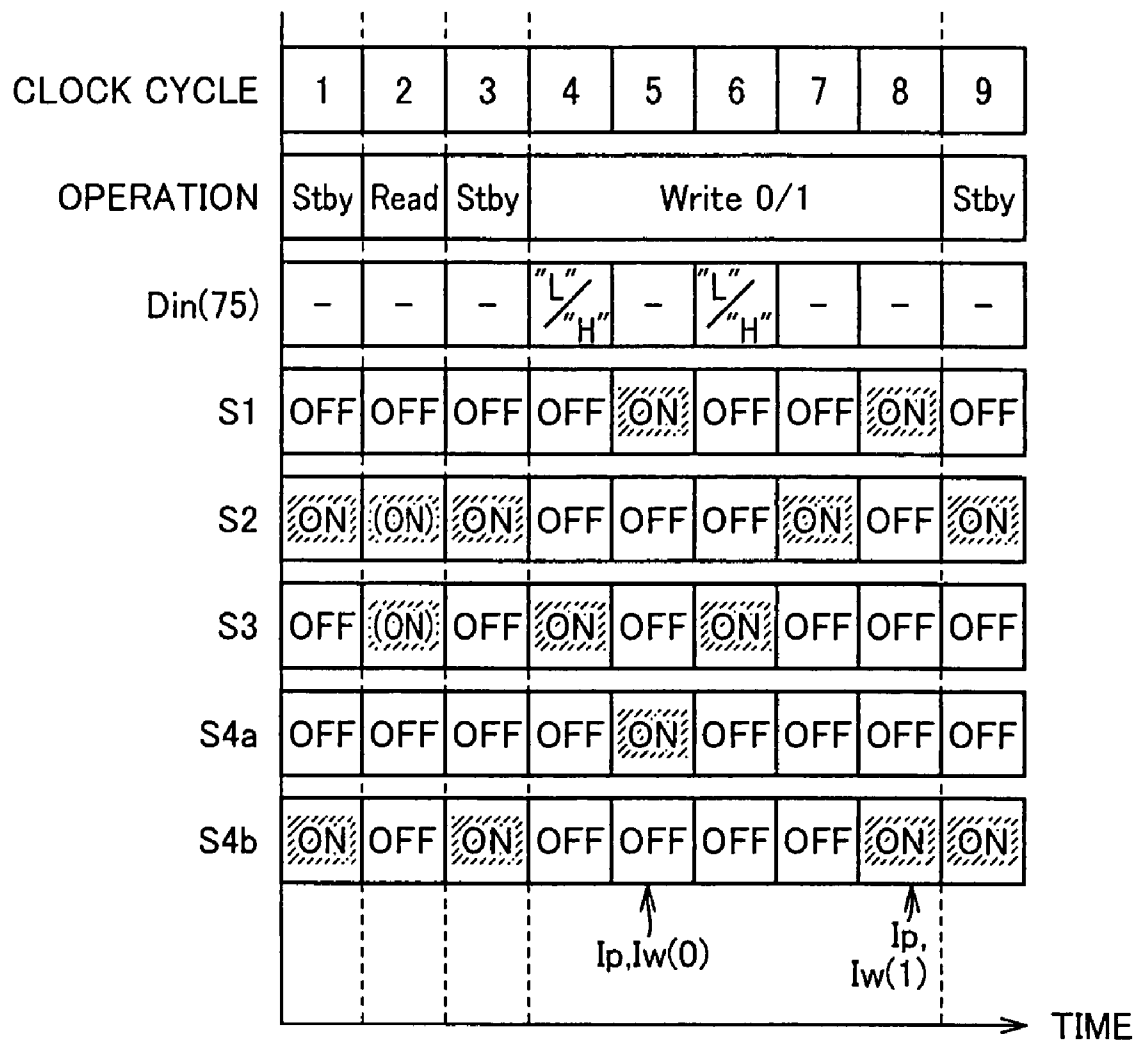 CLOCK CYCLE 1 2 3 4 5 6 7 8 9
OPERATION Stby Read Stby Write 0/1 Stby
Din(75) - - - "L"/"H" - "L"/"H" - - -
S1 OFF OFF OFF OFF ON OFF OFF ON OFF
S2 ON (ON) ON OFF OFF OFF ON OFF ON
S3 OFF (ON) OFF ON OFF ON OFF OFF OFF
S4a OFF OFF OFF OFF ON OFF OFF OFF OFF
S4b ON OFF ON OFF OFF OFF OFF ON ON
Ip,Iw(0)
Ip,
Iw(1)
TIME